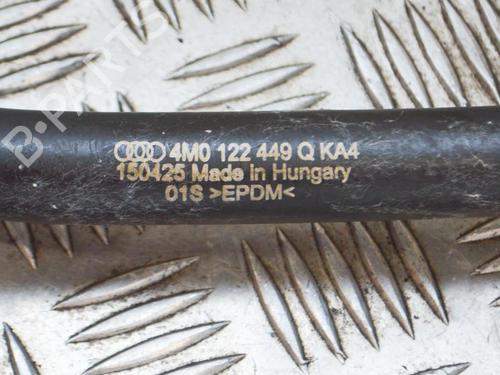 B-PARTS
4M0 122 449 Q KA4
150425 Made in Hungary
01S >EPDM<